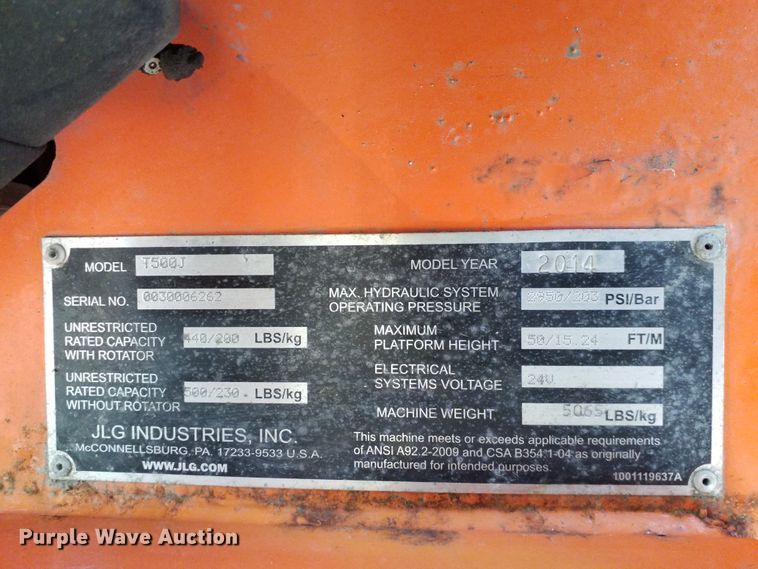 MODEL T500J
MODEL YEAR 2014
SERIAL NO. 0030006262
MAX. HYDRAULIC SYSTEM
OPERATING PRESSURE 2950/203 PSI/Bar
UNRESTRICTED
RATED CAPACITY 440/200 LBS/kg
WITH ROTATOR
MAXIMUM
PLATFORM HEIGHT 50/15.24 FT/M
UNRESTRICTED
RATED CAPACITY 500/230 LBS/kg
WITHOUT ROTATOR
ELECTRICAL
SYSTEMS VOLTAGE 24V
MACHINE WEIGHT LBS/kg
JLG INDUSTRIES, INC.
McCONNELLSBURG, PA. 17233-9533 U.S.A.
WWW.JLG.COM
This machine meets or exceeds applicable requirements
of ANSI A92.2-2009 and CSA B354.1-04 as originally
manufactured for intended purposes.
1001119637A
Purple Wave Auction